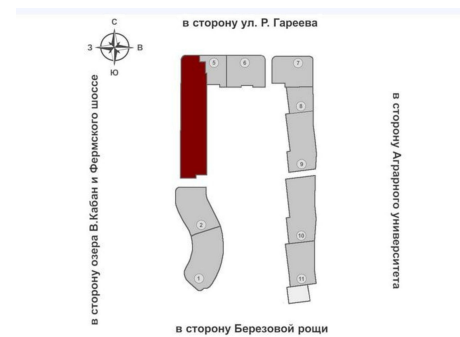 в сторону ул. Р. Гареева
С
З
В
Ю
5
6
7
8
9
2
10
1
11
в сторону озера В.Кабан и Фермского шоссе
в сторону Аграрного университета
в сторону Березовой рощи